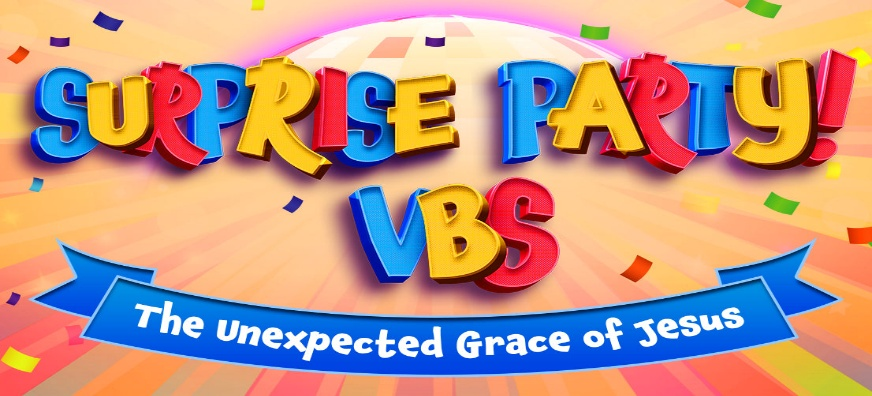 SURPRISE PARTY!
VBS
The Unexpected Grace of Jesus